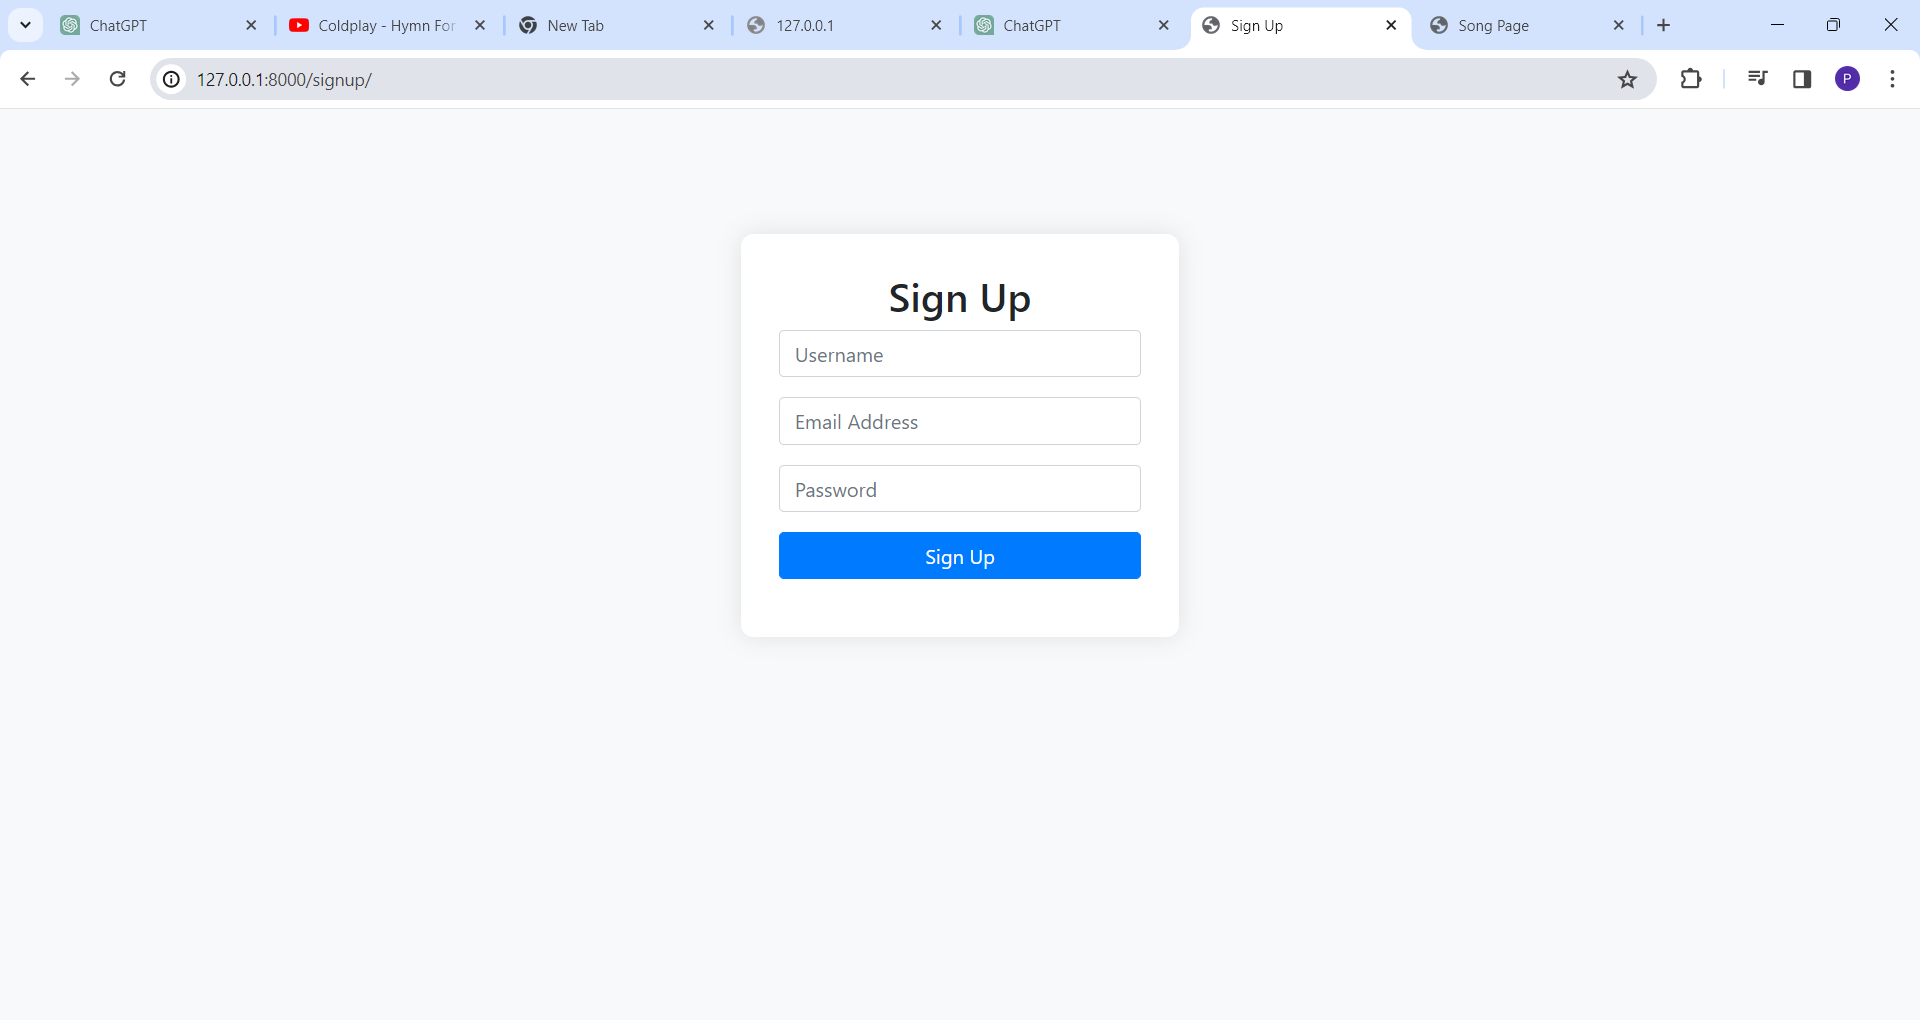 ChatGPT
Coldplay - Hymn For
New Tab
127.0.0.1
ChatGPT
Sign Up
Song Page
127.0.0.1:8000/signup/
P
Sign Up
Username
Email Address
Password
Sign Up